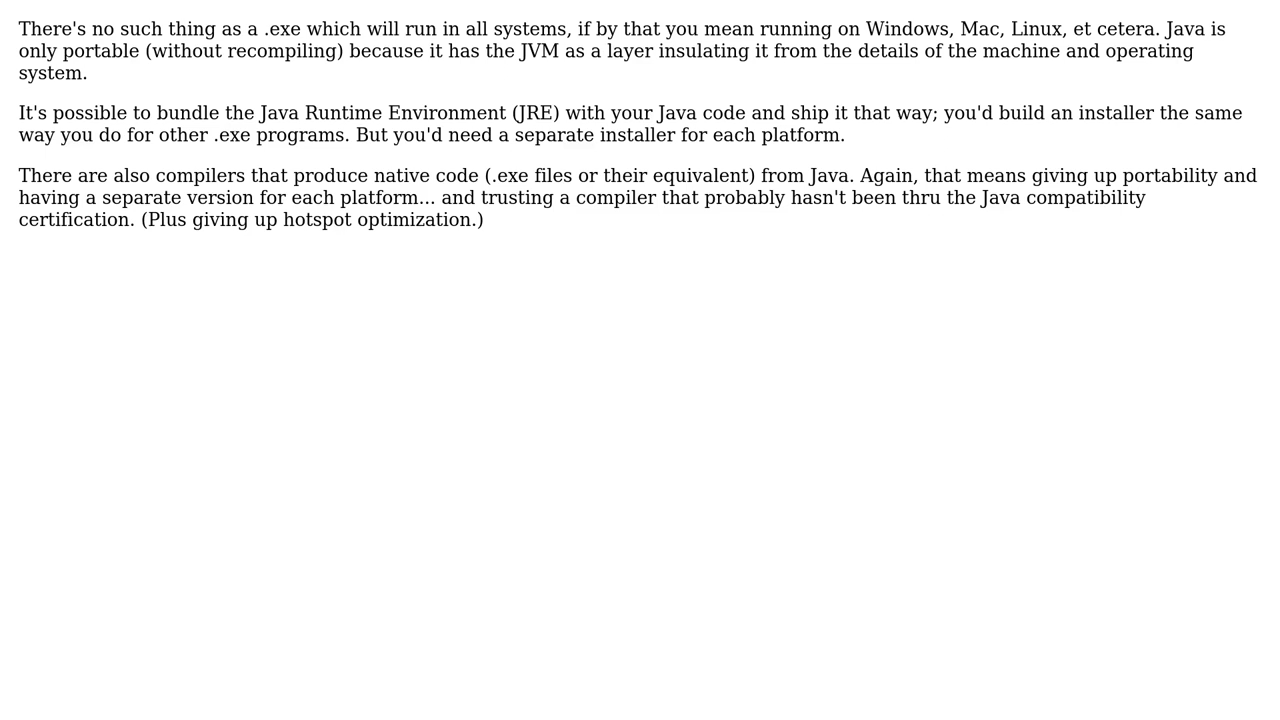 There's no such thing as a .exe which will run in all systems, if by that you mean running on Windows, Mac, Linux, et cetera. Java is
only portable (without recompiling) because it has the JVM as a layer insulating it from the details of the machine and operating
system.
It's possible to bundle the Java Runtime Environment (JRE) with your Java code and ship it that way; you'd build an installer the same
way you do for other .exe programs. But you'd need a separate installer for each platform.
There are also compilers that produce native code (.exe files or their equivalent) from Java. Again, that means giving up portability and
having a separate version for each platform... and trusting a compiler that probably hasn't been thru the Java compatibility
certification. (Plus giving up hotspot optimization.)